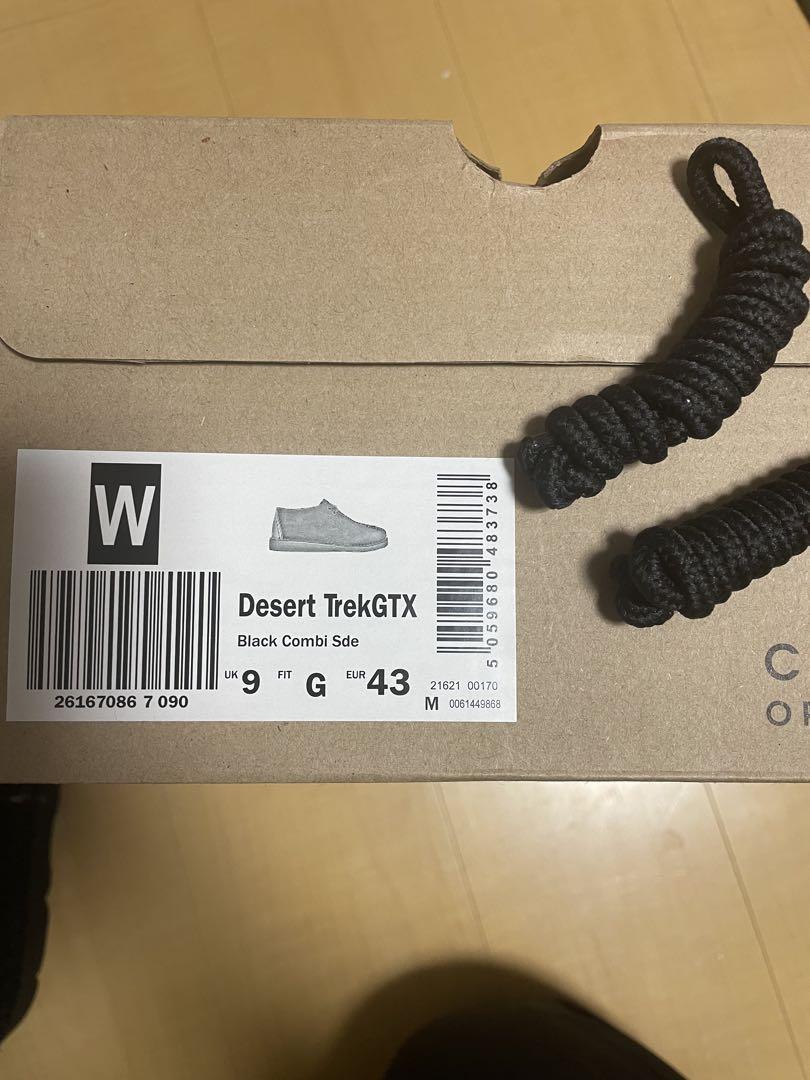 W
Desert TrekGTX
Black Combi Sde
UK 9 FIT G EUR 43
26167086 7 090
5 059680 483738
21621 00170
M 0061449868
C
OR